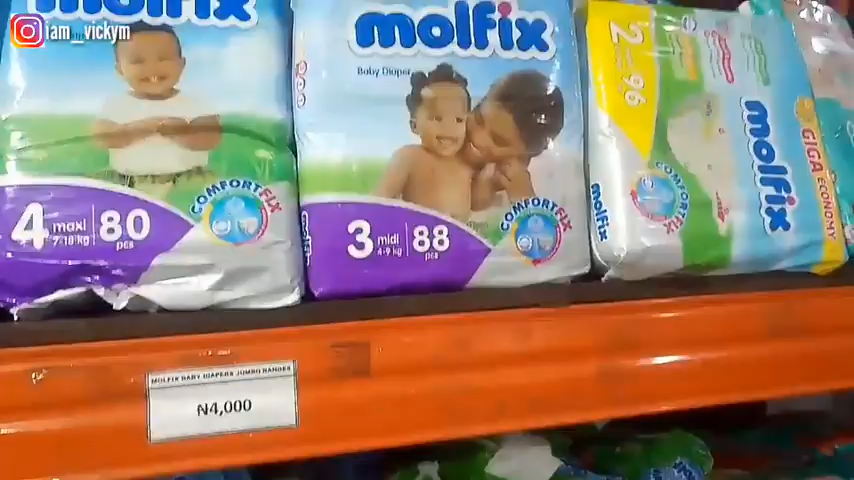 iam_vickym
molfix
4 maxi 7-18 kg 80 pcs
COMFORTFIX
molfix
Baby Diaper
3 midi 4-9 kg 88 pcs
COMFORTFIX
2 96
molfix
COMFORTFIX
molfix
GIGA ECONOMY
MOLFIX BABY DIAPERS JUMBO RANGES
₦4,000